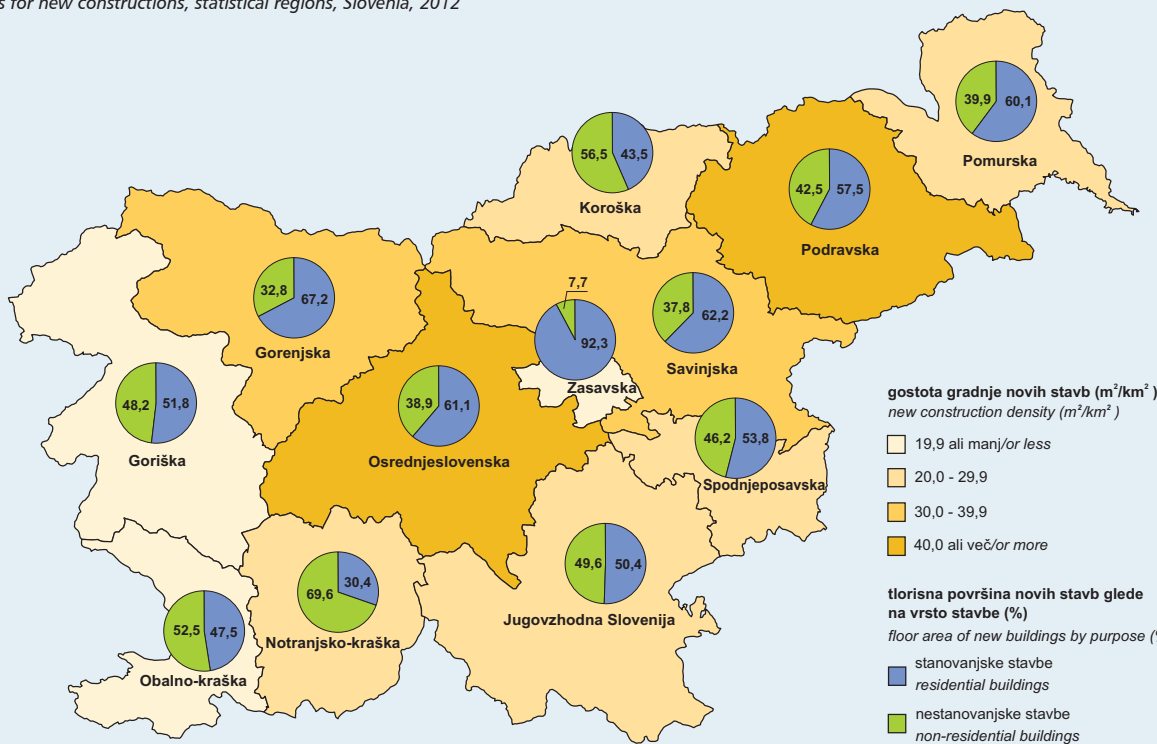 s for new constructions, statistical regions, Slovenia, 2012
39,9 60,1
Pomurska
56,5 43,5
Koroška
42,5 57,5
Podravska
32,8 67,2
Gorenjska
7,7
92,3
Zasavska
37,8 62,2
Savinjska
48,2 51,8
Goriška
38,9 61,1
Osrednjeslovenska
46,2 53,8
Spodnjeposavska
69,6 30,4
Notranjsko-kraška
49,6 50,4
Jugovzhodna Slovenija
52,5 47,5
Obalno-kraška
gostota gradnje novih stavb (m²/km²)
new construction density (m²/km²)
19,9 ali manj/or less
20,0 - 29,9
30,0 - 39,9
40,0 ali več/or more
tlorisna površina novih stavb glede
na vrsto stavbe (%)
floor area of new buildings by purpose (
stanovanjske stavbe
residential buildings
nestanovanjske stavbe
non-residential buildings